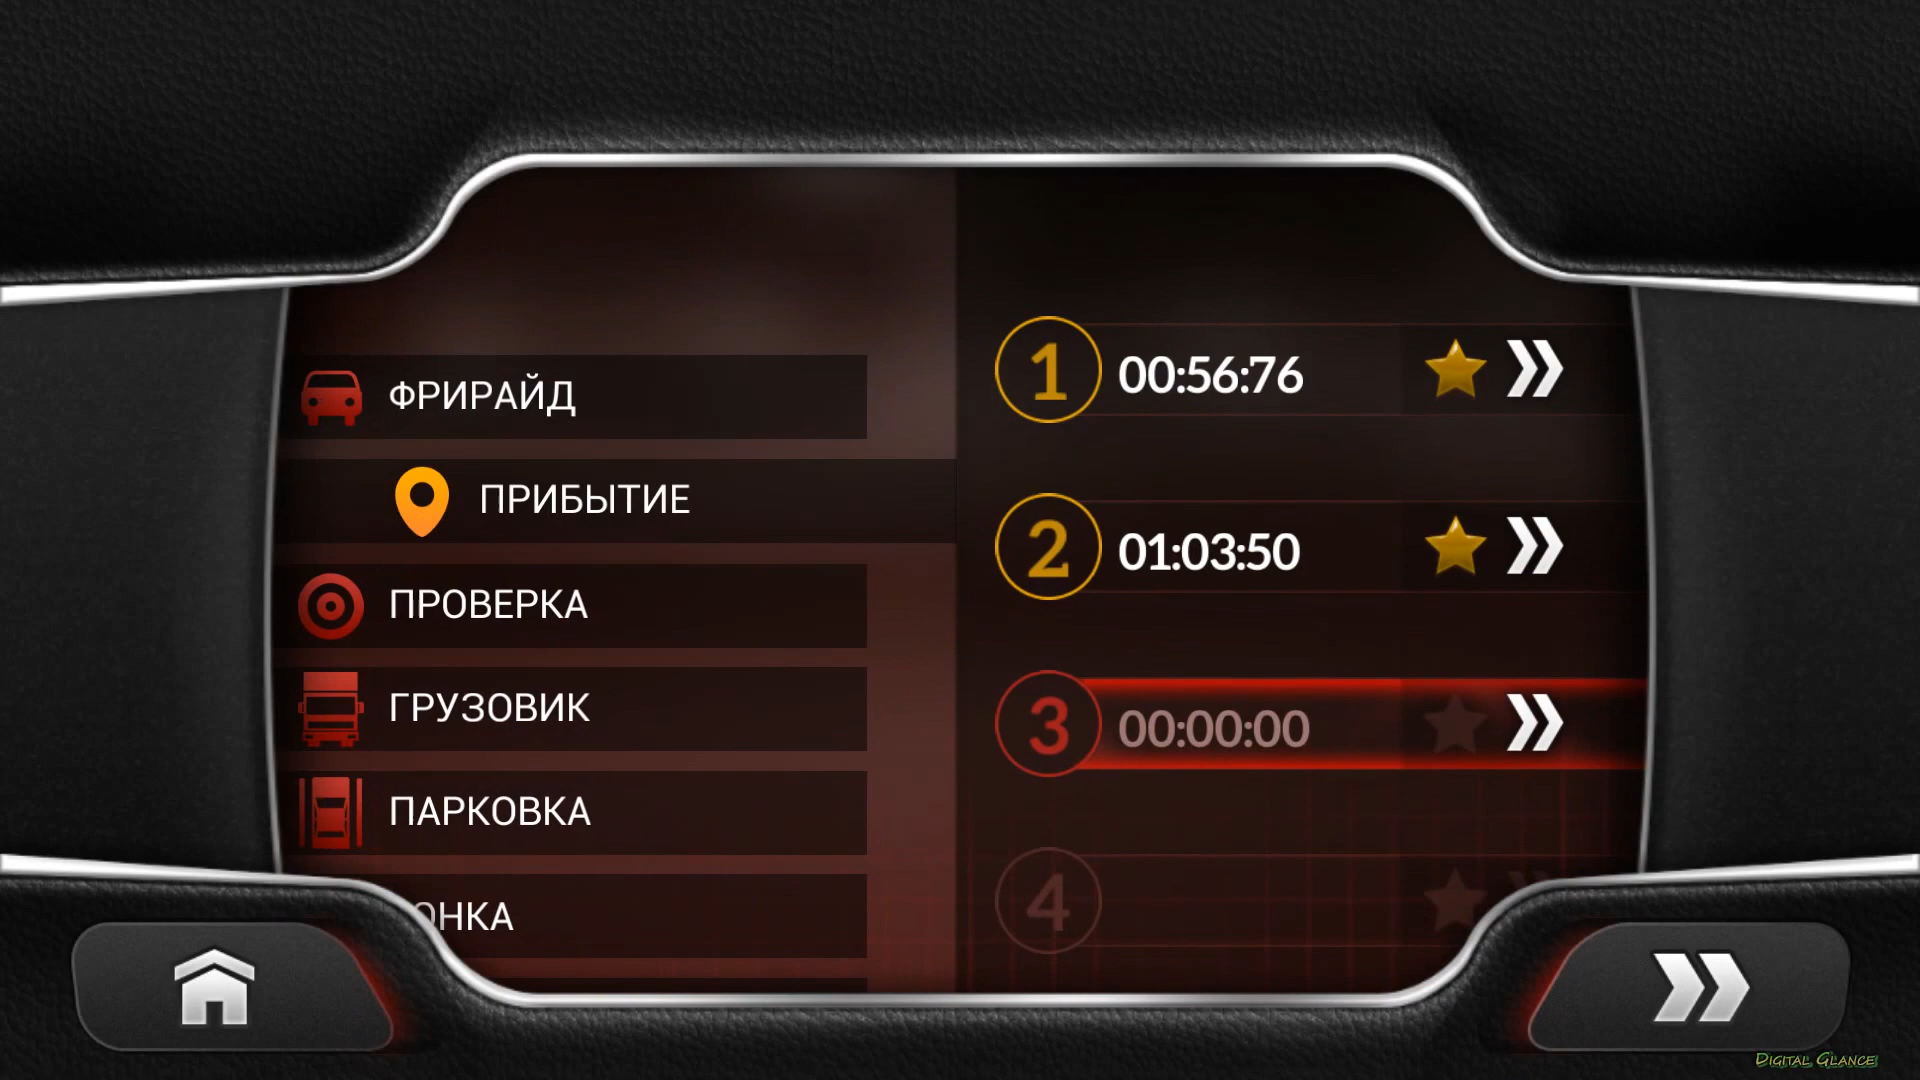 ФРИРАЙД
ПРИБЫТИЕ
ПРОВЕРКА
ГРУЗОВИК
ПАРКОВКА
ОНКА
1 00:56:76
2 01:03:50
3 00:00:00
4
DIGITAL GLANCE